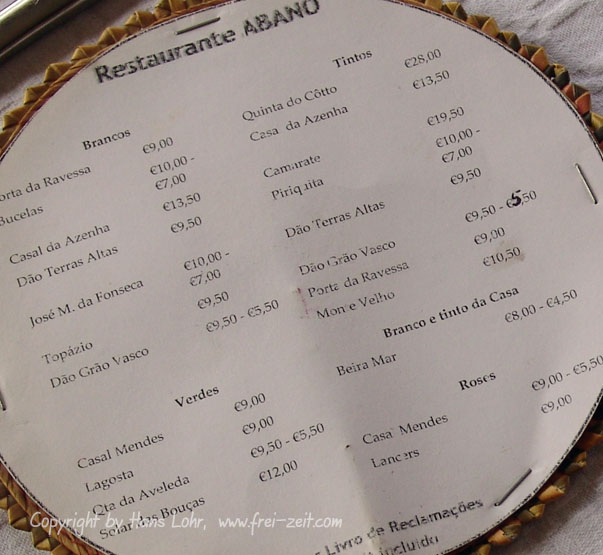 Restaurante ABANO
Brancos
orta da Ravessa €9,00
ucelas €10,00 -
€7,00
Casal da Azenha €13,50
Dão Terras Altas €9,50
José M. da Fonseca €10,00 -
€7,00
Topázio €9,50
Dão Grão Vasco €9,50 - €5,50
Verdes
Casal Mendes €9,00
Lagosta €9,00
Qta da Aveleda €9,50 - €5,50
Solar das Bouças €12,00
Tintos
Quinta do Côtto €28,00
Casa da Azenha €13,50
Camarate €19,50
Piriquita €10,00 -
€7,00
Dão Terras Altas €9,50
Dão Grão Vasco €9,50 - €5,50
Porta da Ravessa €9,00
Monte Velho €10,50
Branco e tinto da Casa
Beira Mar €8,00 - €4,50
Roses
Casal Mendes €9,00 - €5,50
Lancers €9,00
Livro de Reclamações
incluido
Copyright by Hans Lohr, www.frei-zeit.com